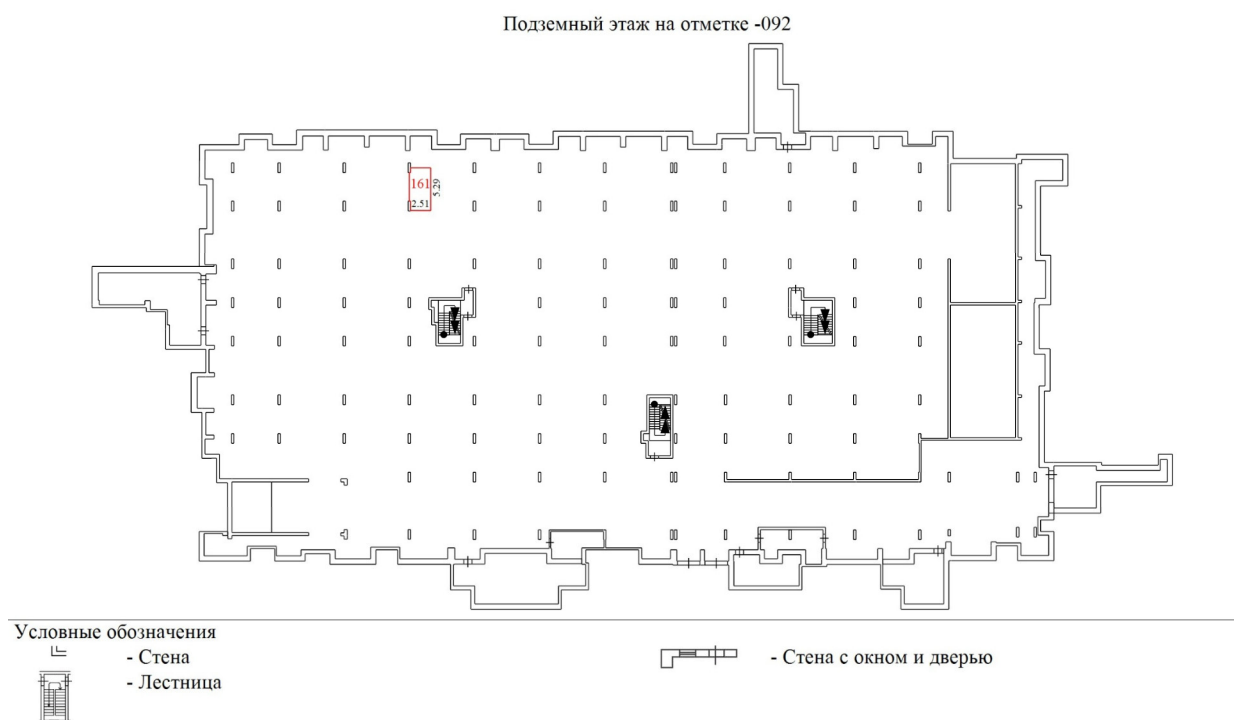 Подземный этаж на отметке -092
161
5.29
2.51
Условные обозначения
- Стена
- Лестница
- Стена с окном и дверью